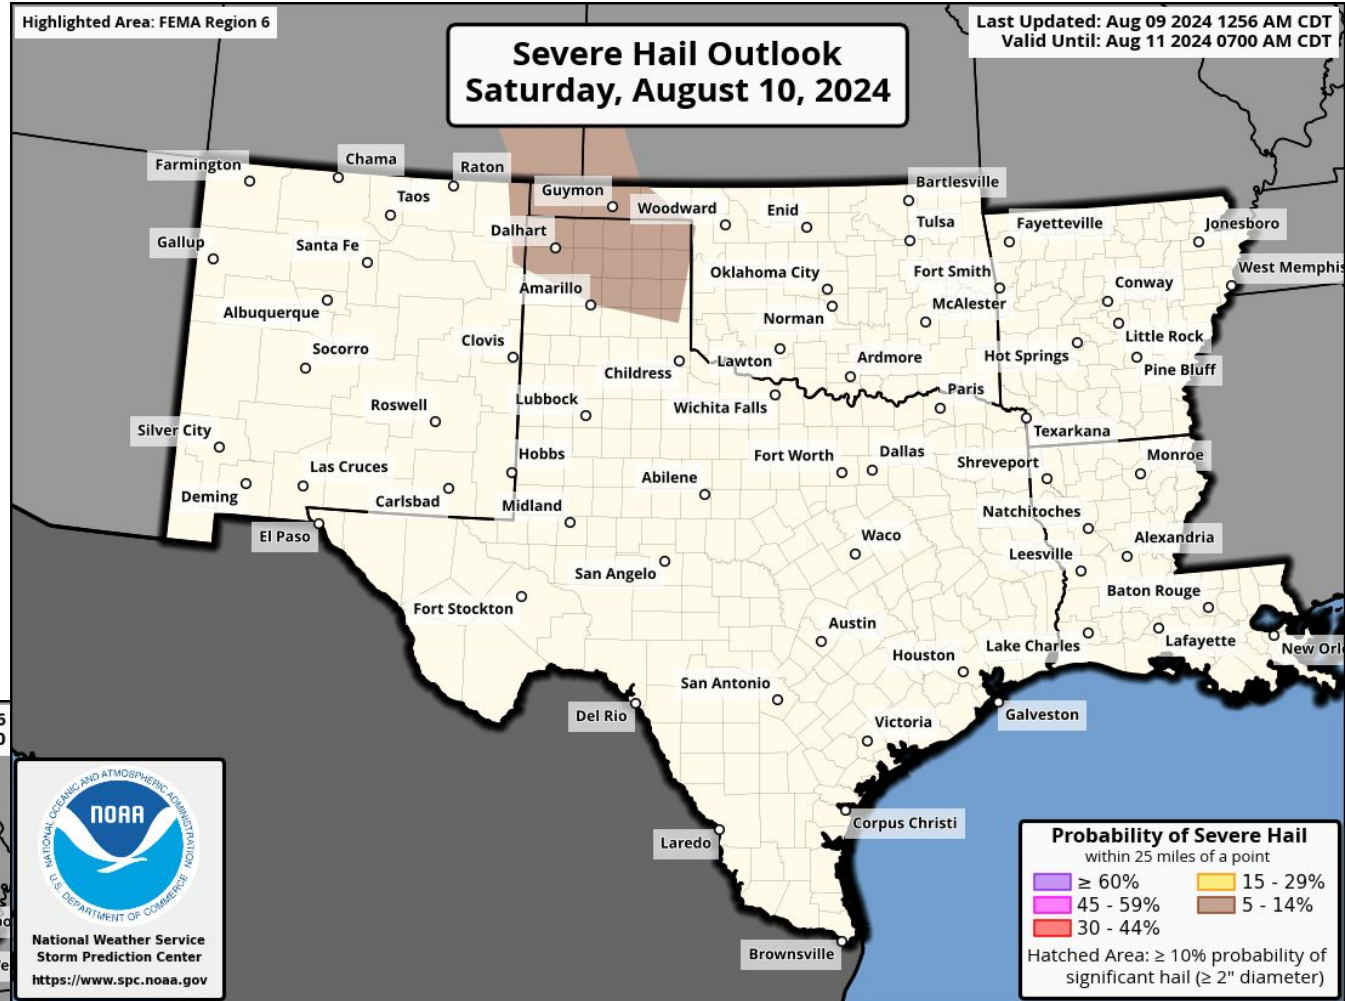 Highlighted Area: FEMA Region 6
Last Updated: Aug 09 2024 1256 AM CDT
Valid Until: Aug 11 2024 0700 AM CDT
Severe Hail Outlook
Saturday, August 10, 2024
Farmington
Chama
Raton
Taos
Guymon
Woodward
Enid
Bartlesville
Tulsa
Fayetteville
Jonesboro
Gallup
Santa Fe
Dalhart
Oklahoma City
Fort Smith
West Memphis
Amarillo
Conway
Albuquerque
Norman
McAlester
Socorro
Clovis
Little Rock
Childress
Lawton
Ardmore
Hot Springs
Pine Bluff
Roswell
Lubbock
Wichita Falls
Paris
Silver City
Texarkana
Las Cruces
Hobbs
Fort Worth
Dallas
Shreveport
Monroe
Deming
Carlsbad
Midland
Abilene
Natchitoches
El Paso
Waco
Alexandria
San Angelo
Leesville
Fort Stockton
Baton Rouge
Austin
Houston
Lake Charles
Lafayette
New Orl
San Antonio
Del Rio
Victoria
Galveston
Corpus Christi
Laredo
Brownsville
6
0
NATIONAL OCEANIC AND ATMOSPHERIC ADMINISTRATION
NOAA
U.S. DEPARTMENT OF COMMERCE
National Weather Service
Storm Prediction Center
https://www.spc.noaa.gov
Probability of Severe Hail
within 25 miles of a point
≥ 60% 15 - 29%
45 - 59% 5 - 14%
30 - 44%
Hatched Area: ≥ 10% probability of
significant hail (≥ 2" diameter)